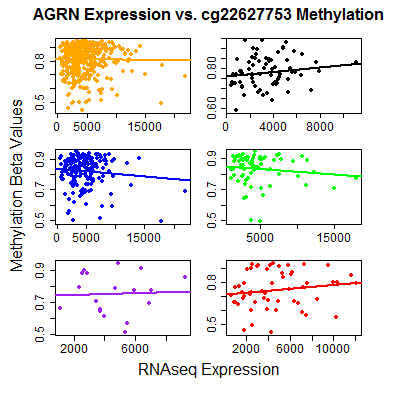 AGRN Expression vs. cg22627753 Methylation
Methylation Beta Values
0.5 0.8
0 5000 15000
0.60 0.80
0 4000 8000
0.5 0.7 0.9
0 5000 15000
0.5 0.7 0.9
5000 15000
0.5 0.7 0.9
2000 6000
0.5 0.7
2000 6000 10000
RNAseq Expression